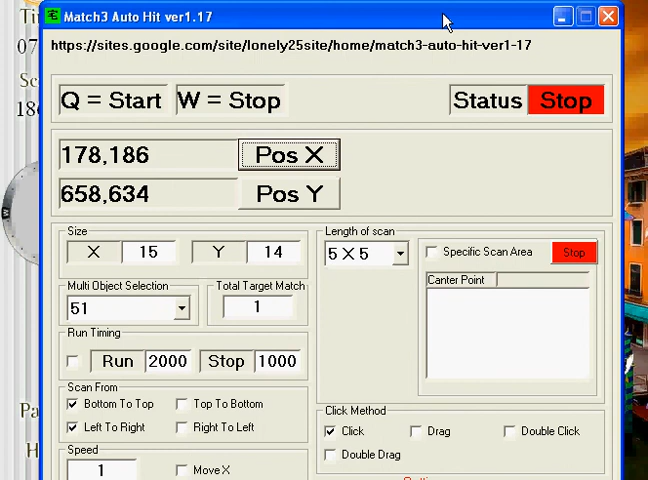 Match3 Auto Hit ver1.17
https://sites.google.com/site/lonely25site/home/match3-auto-hit-ver1-17
Q = Start W = Stop Status Stop
178,186 Pos X
658,634 Pos Y
Size
X 15 Y 14
Multi Object Selection Total Target Match
51 1
Run Timing
Run 2000 Stop 1000
Scan From
Bottom To Top Top To Bottom
Left To Right Right To Left
Speed
1 Move X
Length of scan
5 X 5
Specific Scan Area Stop
Canter Point
Click Method
Click Drag Double Click
Double Drag